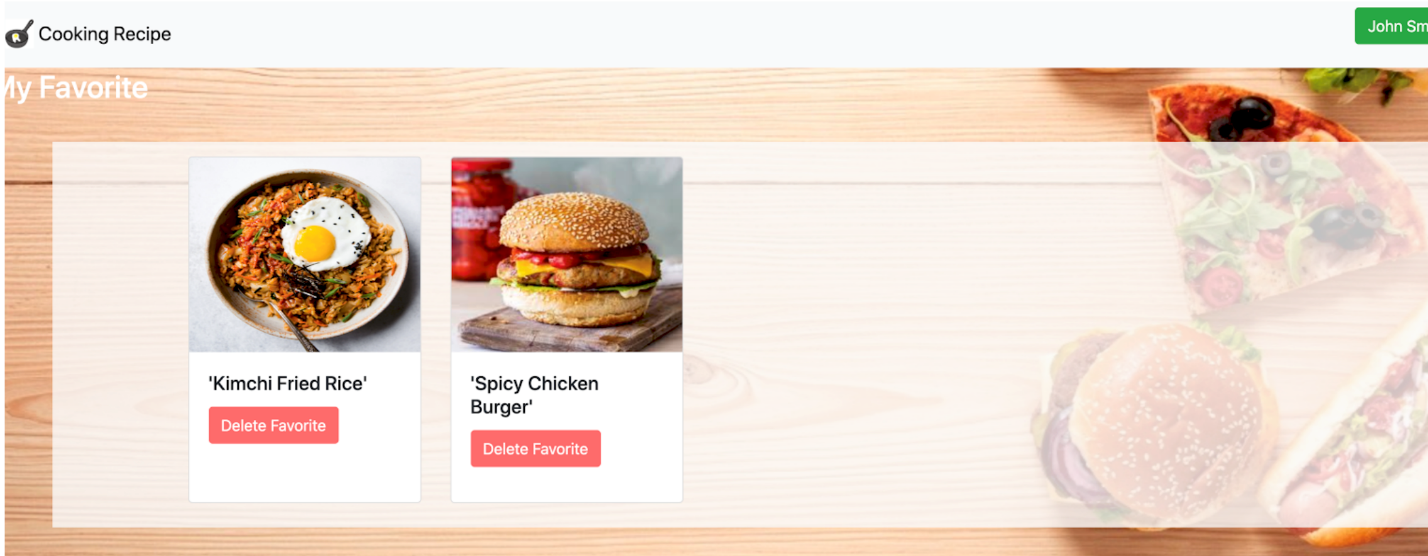 Cooking Recipe
John Sm
My Favorite
'Kimchi Fried Rice'
Delete Favorite
'Spicy Chicken
Burger'
Delete Favorite